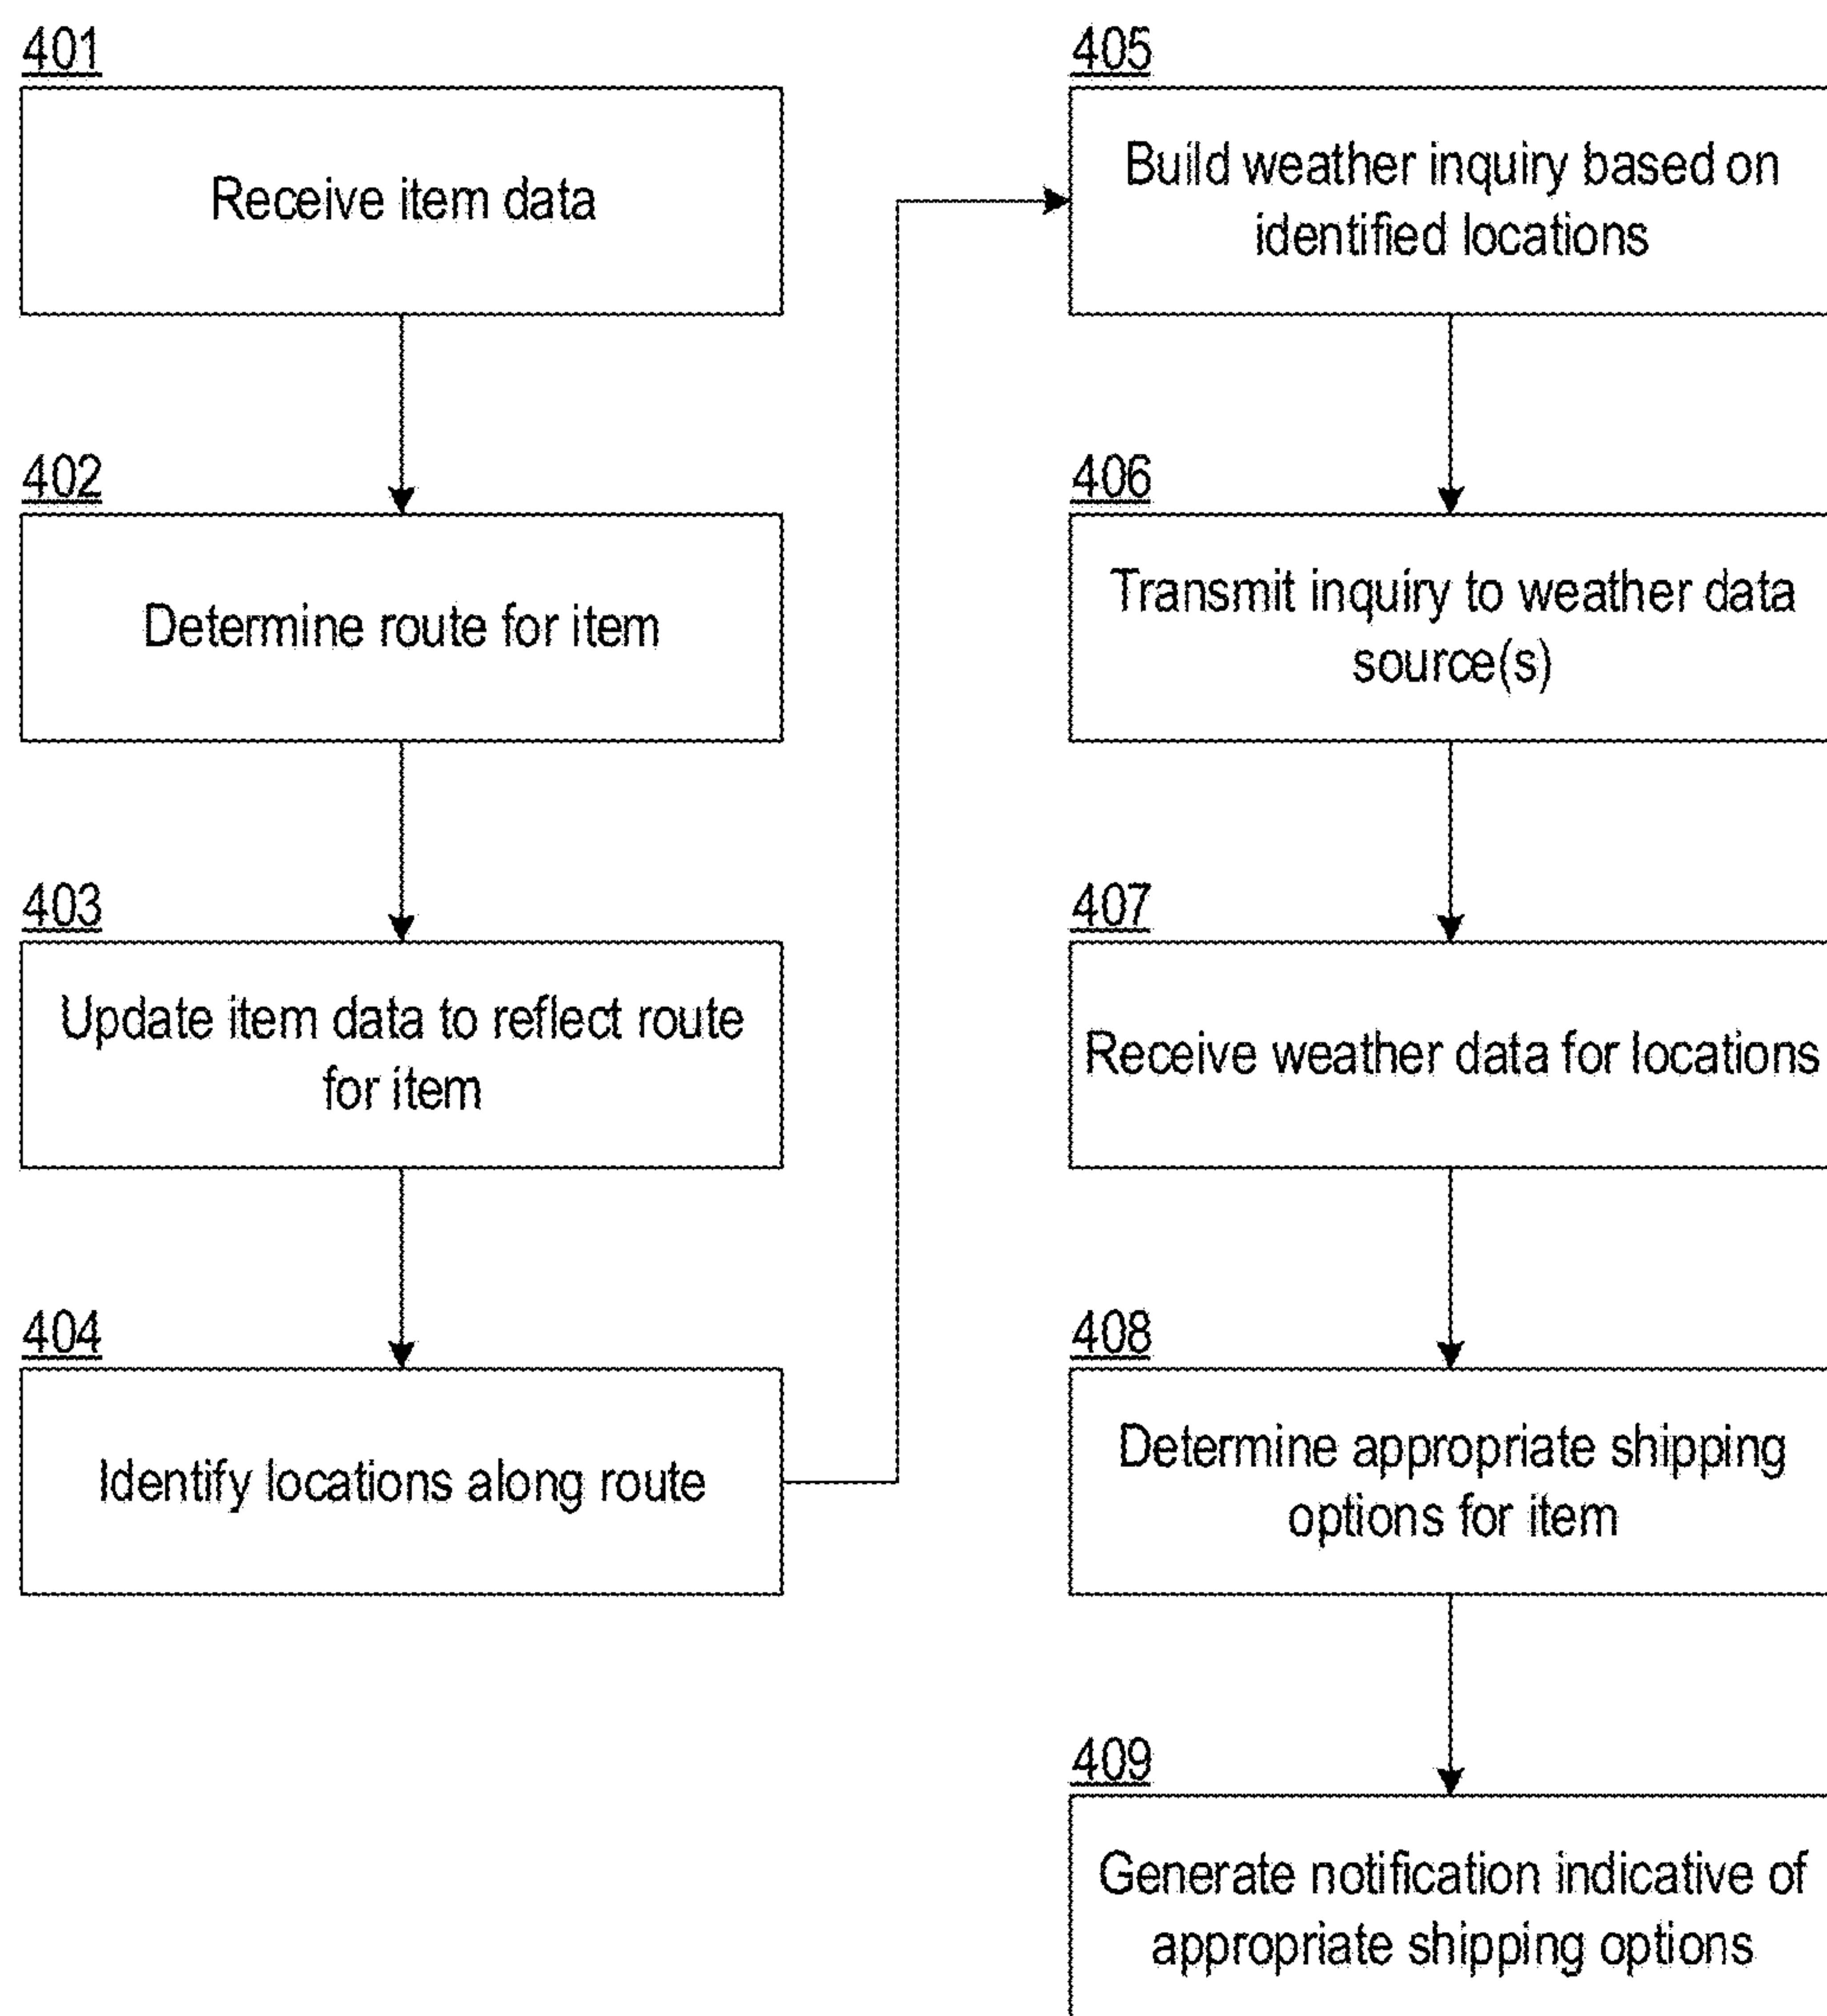 401
Receive item data
402
Determine route for item
403
Update item data to reflect route
for item
404
Identify locations along route
405
Build weather inquiry based on
identified locations
406
Transmit inquiry to weather data
source(s)
407
Receive weather data for locations
408
Determine appropriate shipping
options for item
409
Generate notification indicative of
appropriate shipping options